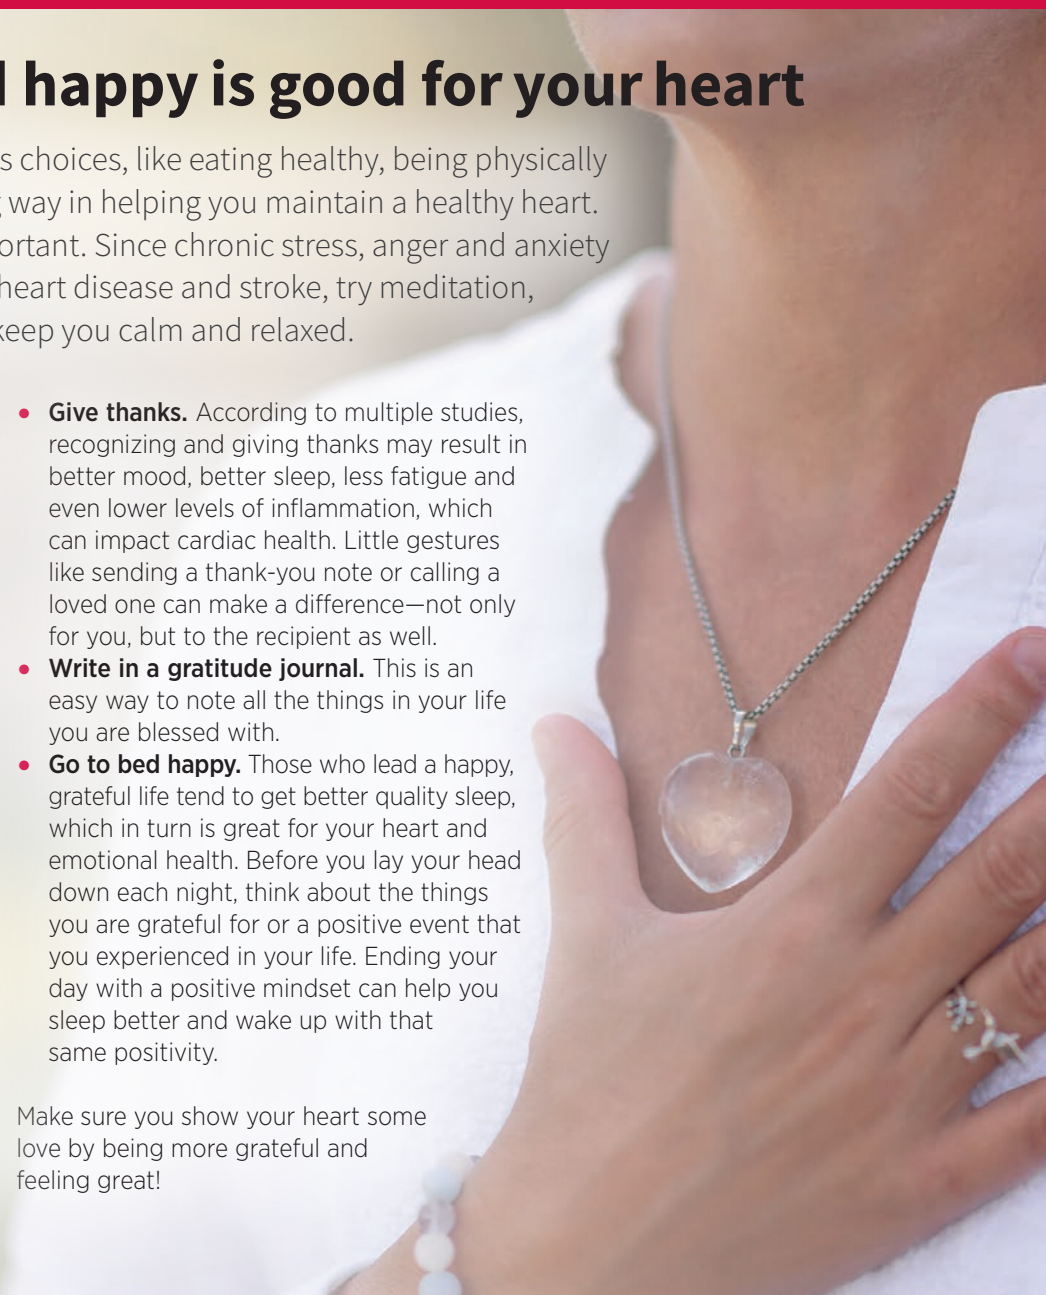 happy is good for your heart
s choices, like eating healthy, being physically
way in helping you maintain a healthy heart.
ortant. Since chronic stress, anger and anxiety
heart disease and stroke, try meditation,
keep you calm and relaxed.
• Give thanks. According to multiple studies,
recognizing and giving thanks may result in
better mood, better sleep, less fatigue and
even lower levels of inflammation, which
can impact cardiac health. Little gestures
like sending a thank-you note or calling a
loved one can make a difference—not only
for you, but to the recipient as well.
• Write in a gratitude journal. This is an
easy way to note all the things in your life
you are blessed with.
• Go to bed happy. Those who lead a happy,
grateful life tend to get better quality sleep,
which in turn is great for your heart and
emotional health. Before you lay your head
down each night, think about the things
you are grateful for or a positive event that
you experienced in your life. Ending your
day with a positive mindset can help you
sleep better and wake up with that
same positivity.
Make sure you show your heart some
love by being more grateful and
feeling great!